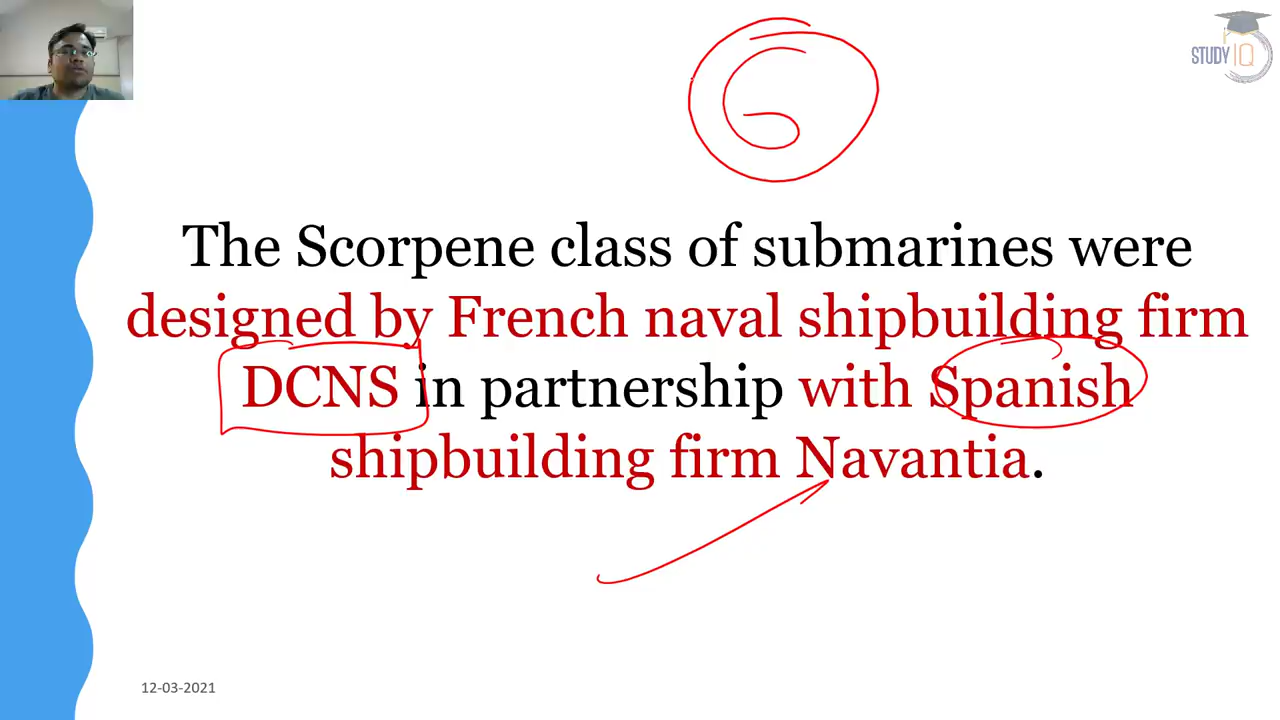 STUDY IQ
6
The Scorpene class of submarines were
designed by French naval shipbuilding firm
DCNS in partnership with Spanish
shipbuilding firm Navantia.
12-03-2021